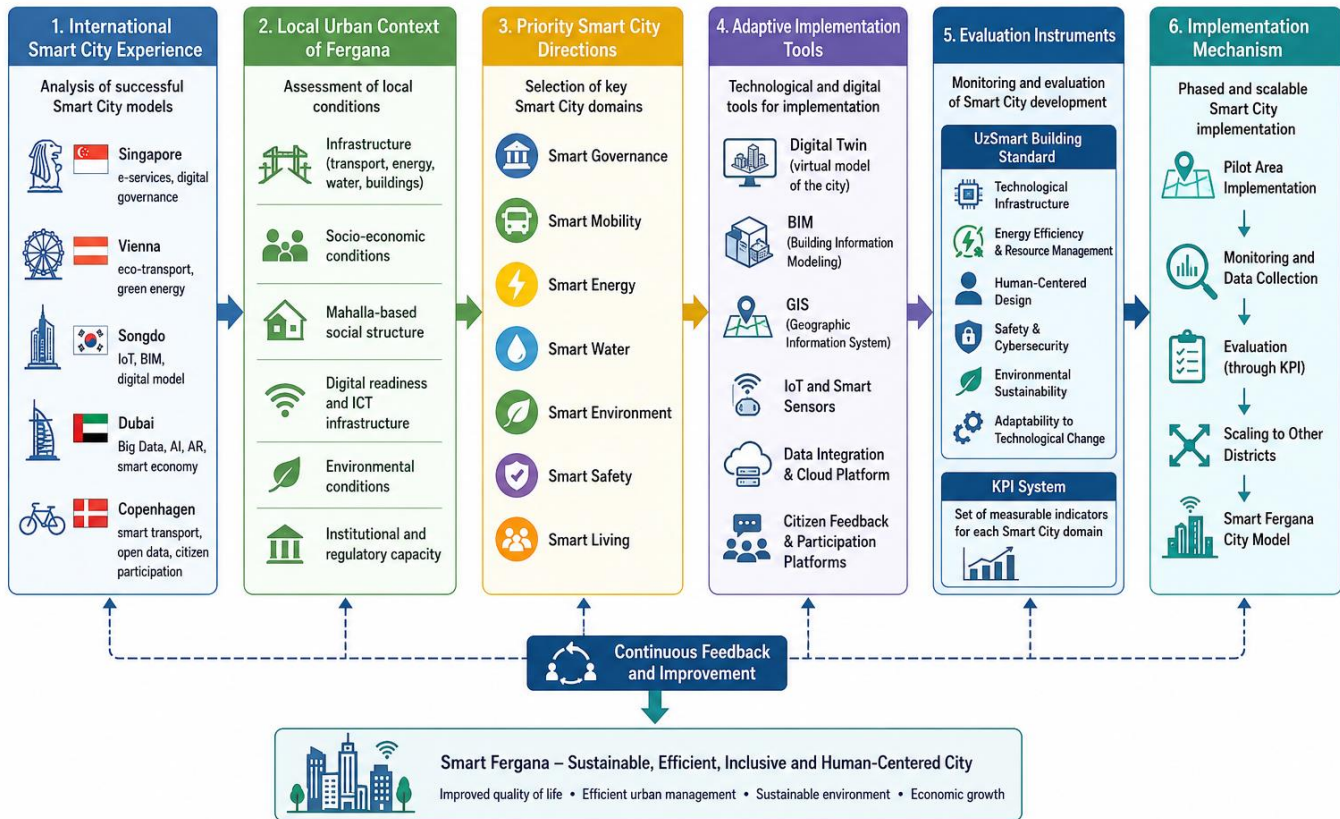 1. International
Smart City Experience
Analysis of successful
Smart City models
Singapore
e-services, digital
governance
Vienna
eco-transport,
green energy
Songdo
IoT, BIM,
digital model
Dubai
Big Data, AI, AR,
smart economy
Copenhagen
smart transport,
open data, citizen
participation
2. Local Urban Context
of Fergana
Assessment of local
conditions
Infrastructure
(transport, energy,
water, buildings)
Socio-economic
conditions
Mahalla-based
social structure
Digital readiness
and ICT
infrastructure
Environmental
conditions
Institutional and
regulatory capacity
3. Priority Smart City
Directions
Selection of key
Smart City domains
Smart Governance
Smart Mobility
Smart Energy
Smart Water
Smart Environment
Smart Safety
Smart Living
4. Adaptive Implementation
Tools
Technological and digital
tools for implementation
Digital Twin
(virtual model
of the city)
BIM
(Building Information
Modeling)
GIS
(Geographic
Information System)
IoT and Smart
Sensors
Data Integration
& Cloud Platform
Citizen Feedback
& Participation
Platforms
5. Evaluation Instruments
Monitoring and evaluation
of Smart City development
UzSmart Building
Standard
Technological
Infrastructure
Energy Efficiency
& Resource Management
Human-Centered
Design
Safety &
Cybersecurity
Environmental
Sustainability
Adaptability to
Technological Change
KPI System
Set of measurable indicators
for each Smart City domain
6. Implementation
Mechanism
Phased and scalable
Smart City
implementation
Pilot Area
Implementation
Monitoring and
Data Collection
Evaluation
(through KPI)
Scaling to Other
Districts
Smart Fergana
City Model
Continuous Feedback
and Improvement
Smart Fergana – Sustainable, Efficient, Inclusive and Human-Centered City
Improved quality of life • Efficient urban management • Sustainable environment • Economic growth